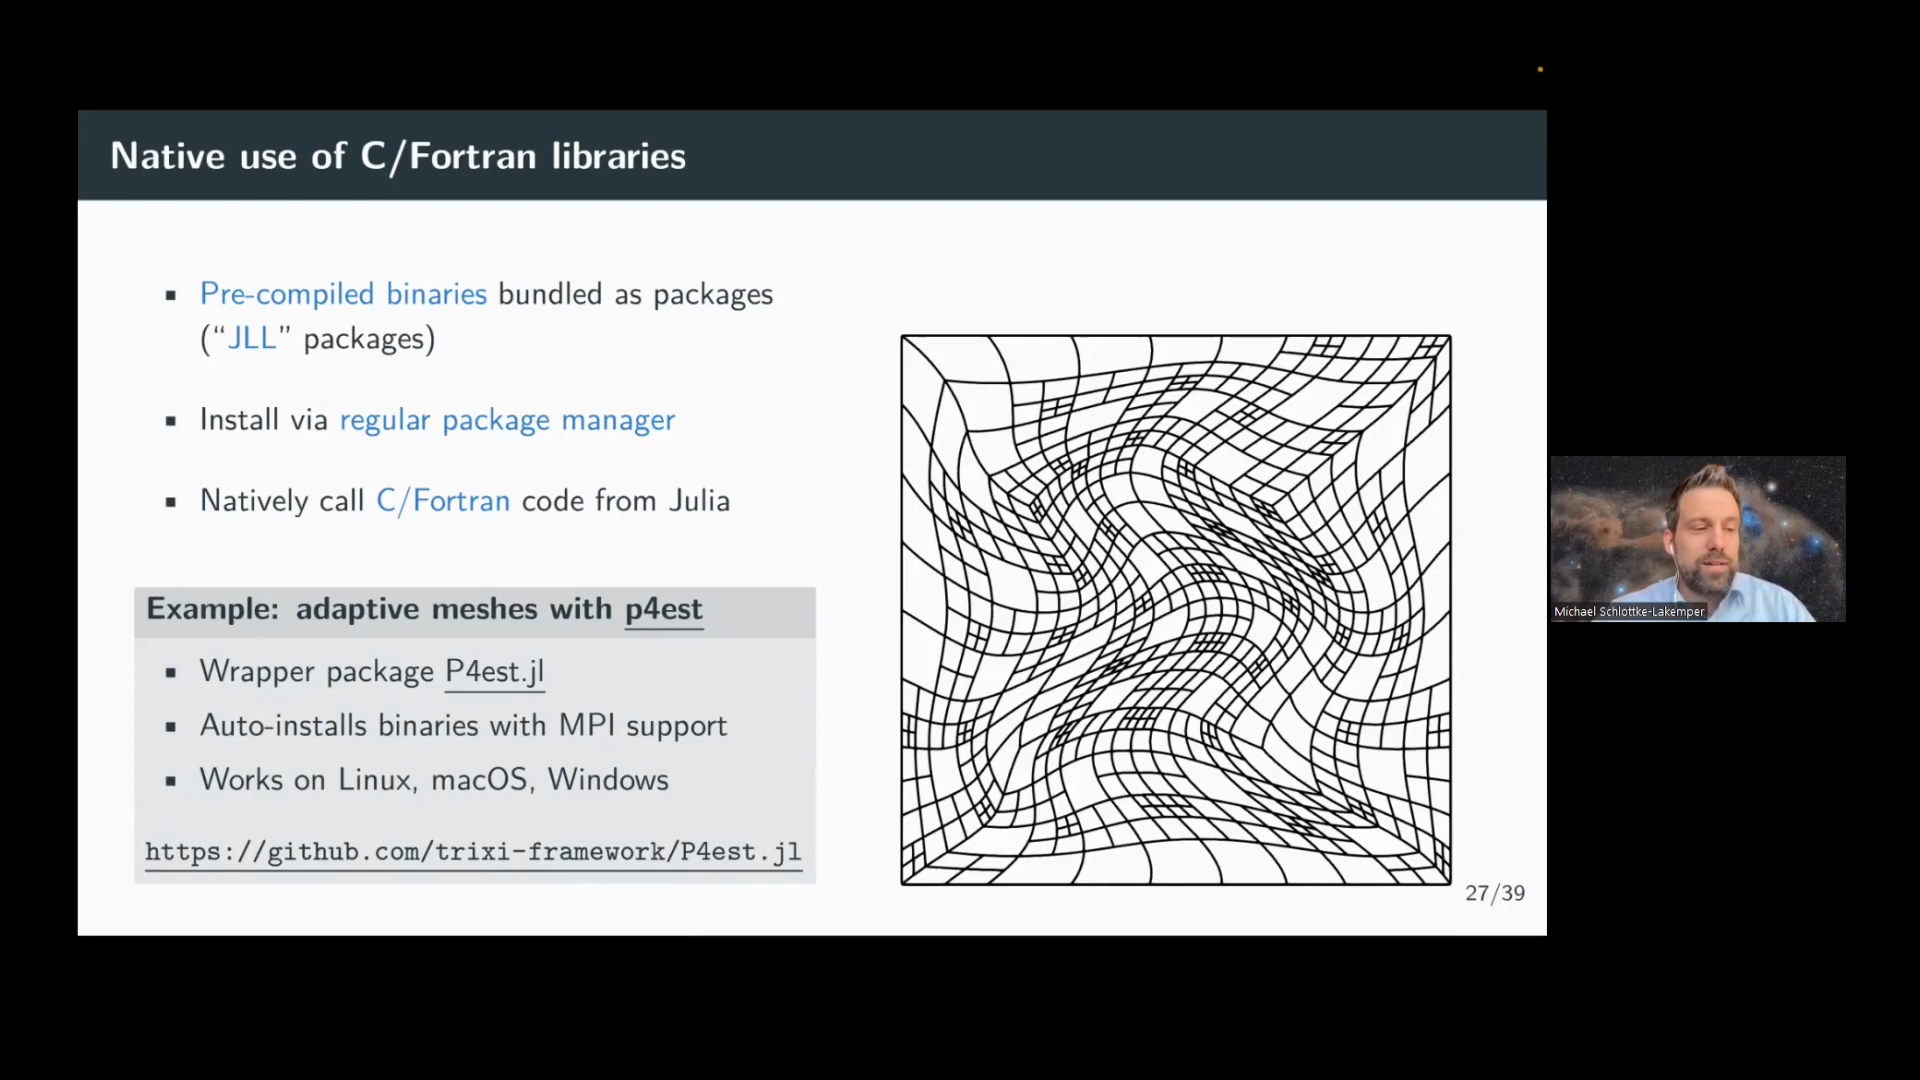 Native use of C/Fortran libraries
▪ Pre-compiled binaries bundled as packages
(“JLL” packages)
▪ Install via regular package manager
▪ Natively call C/Fortran code from Julia
Example: adaptive meshes with p4est
▪ Wrapper package P4est.jl
▪ Auto-installs binaries with MPI support
▪ Works on Linux, macOS, Windows
https://github.com/trixi-framework/P4est.jl
27/39
Michael Schlottke-Lakemper